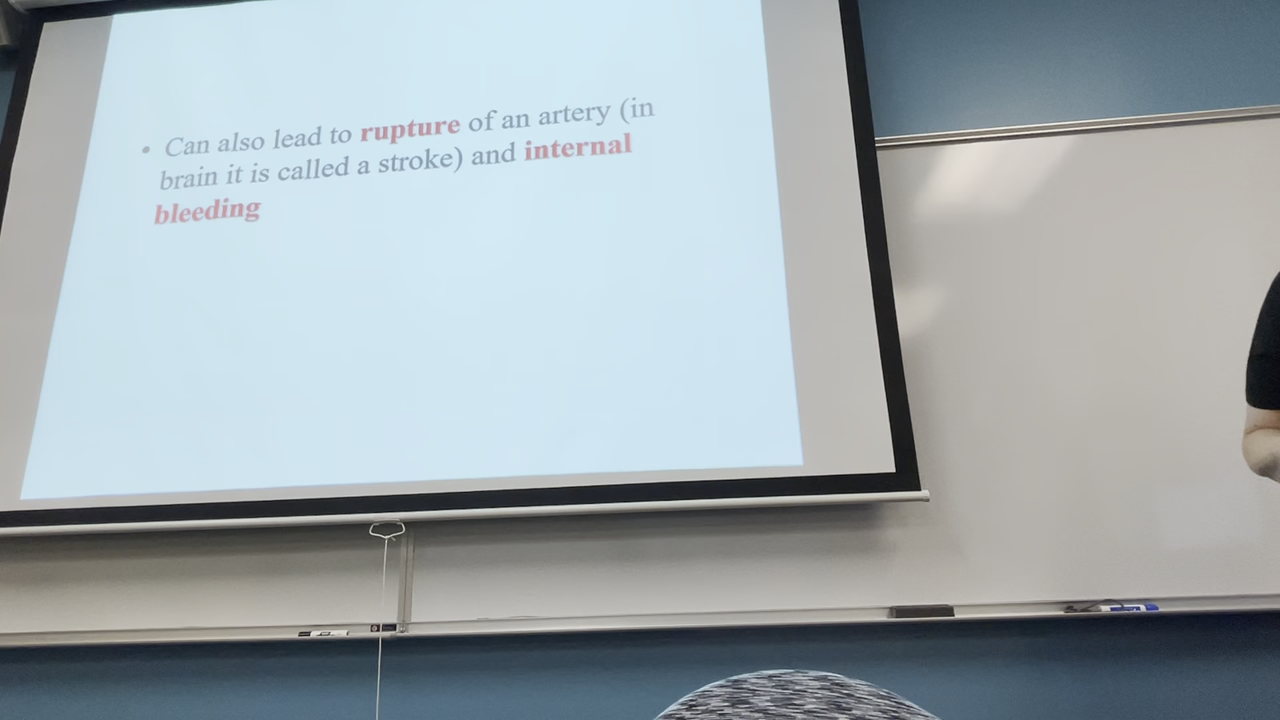 • Can also lead to rupture of an artery (in
brain it is called a stroke) and internal
bleeding